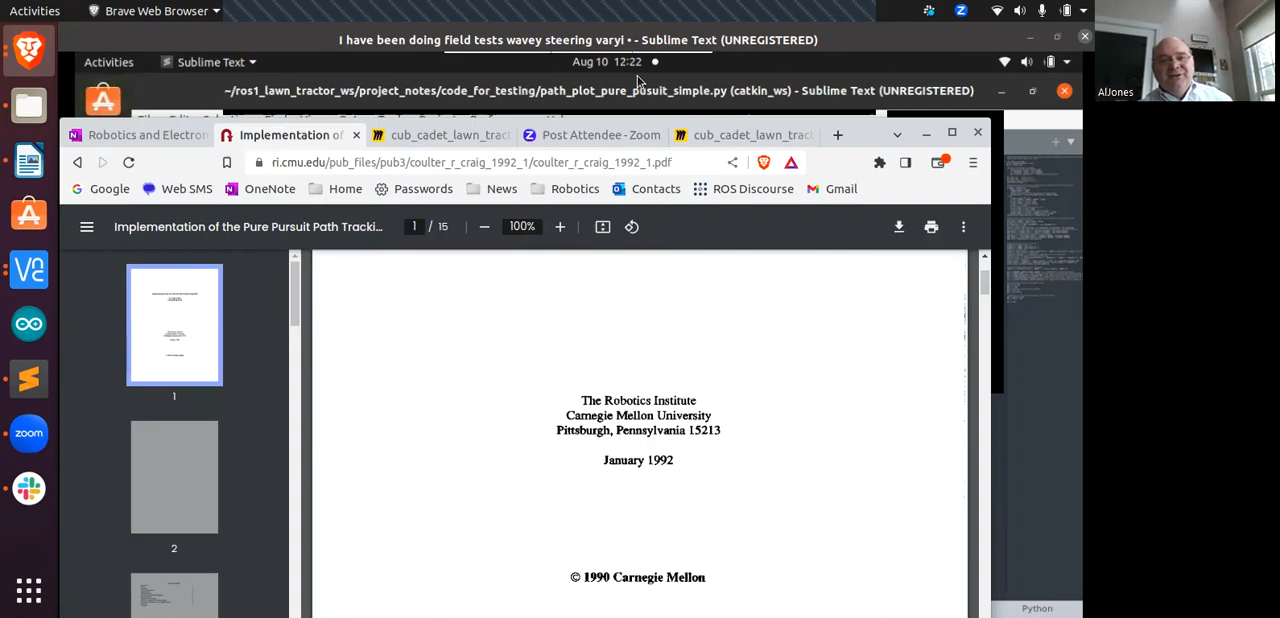 Activities
Brave Web Browser
I have been doing field tests wavey steering varyi • - Sublime Text (UNREGISTERED)
Activities
Sublime Text
Aug 10 12:22
~/ros1_lawn_tractor_ws/project_notes/code_for_testing/path_plot_pure_pursuit_simple.py (catkin_ws) - Sublime Text (UNREGISTERED)
Robotics and Electron
Implementation of
cub_cadet_lawn_tract
Post Attendee - Zoom
cub_cadet_lawn_tract
ri.cmu.edu/pub_files/pub3/coulter_r_craig_1992_1/coulter_r_craig_1992_1.pdf
Google
Web SMS
OneNote
Home
Passwords
News
Robotics
Contacts
ROS Discourse
Gmail
Implementation of the Pure Pursuit Path Tracki...
1 / 15
100%
1
2
The Robotics Institute
Carnegie Mellon University
Pittsburgh, Pennsylvania 15213
January 1992
© 1990 Carnegie Mellon
Python
zoom
AlJones